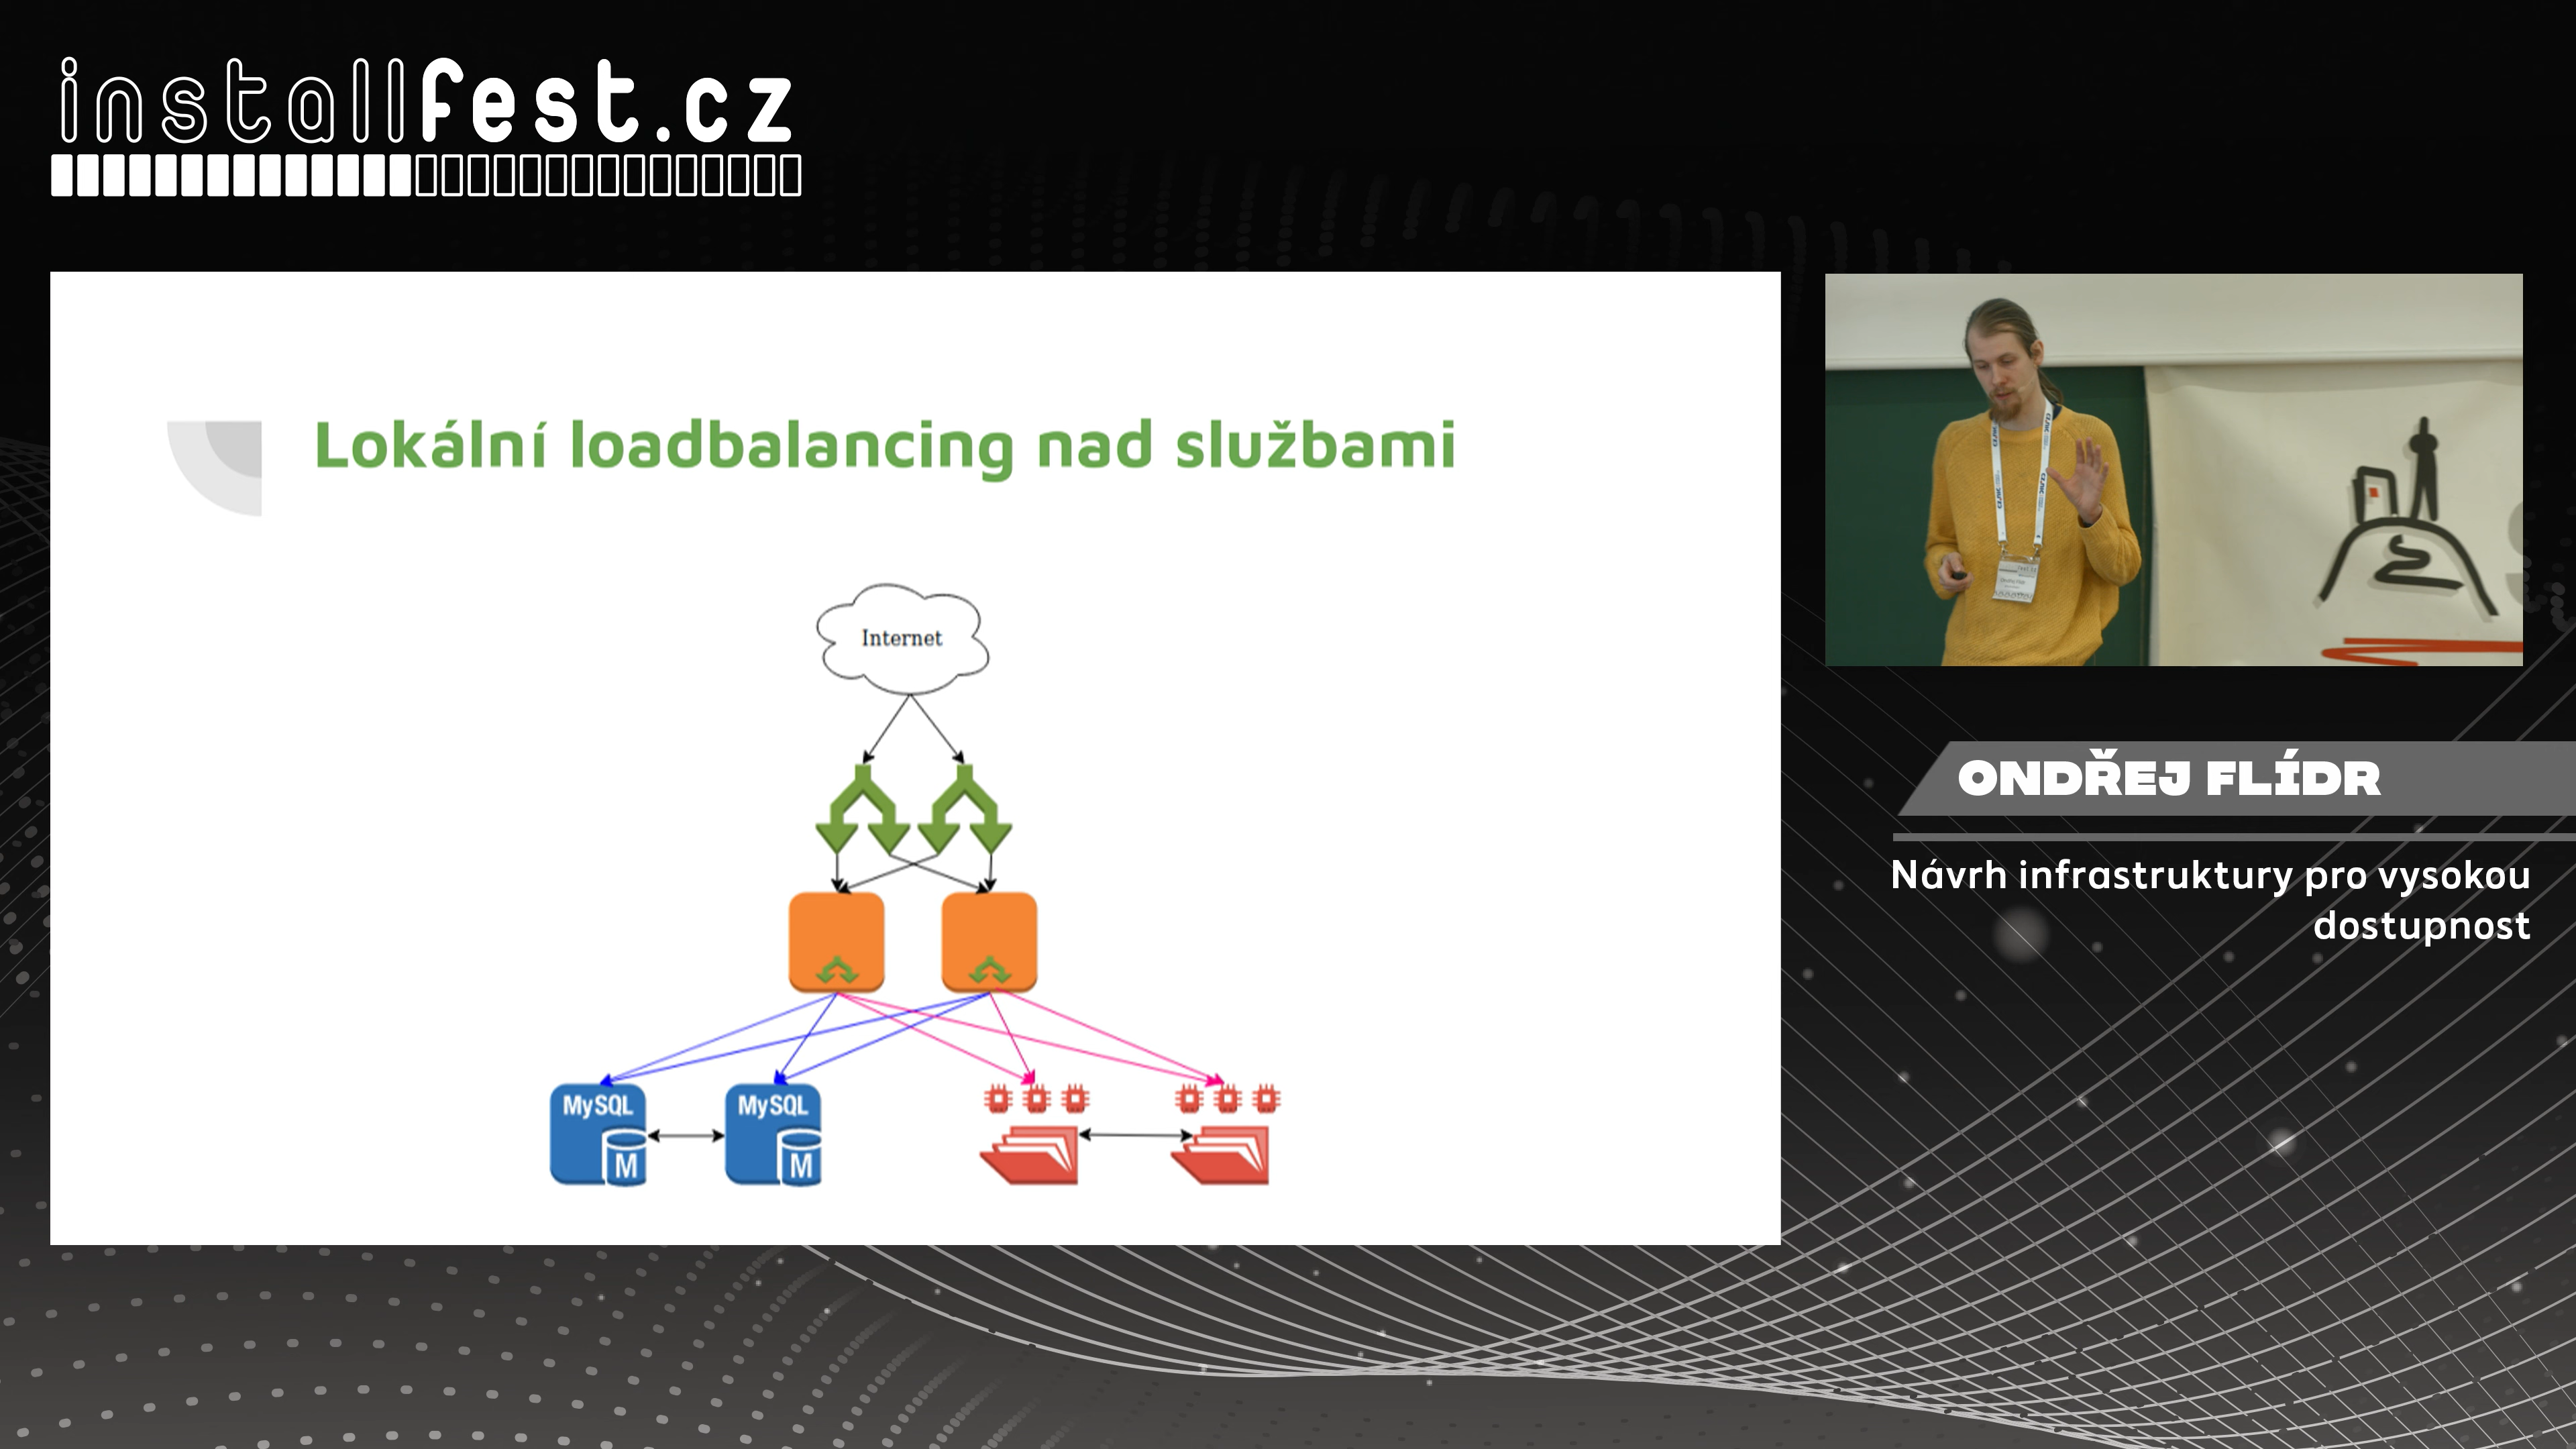 installfest.cz
Lokální loadbalancing nad službami
Internet
MySQL
M
MySQL
M
ONDŘEJ FLÍDR
Návrh infrastruktury pro vysokou
dostupnost